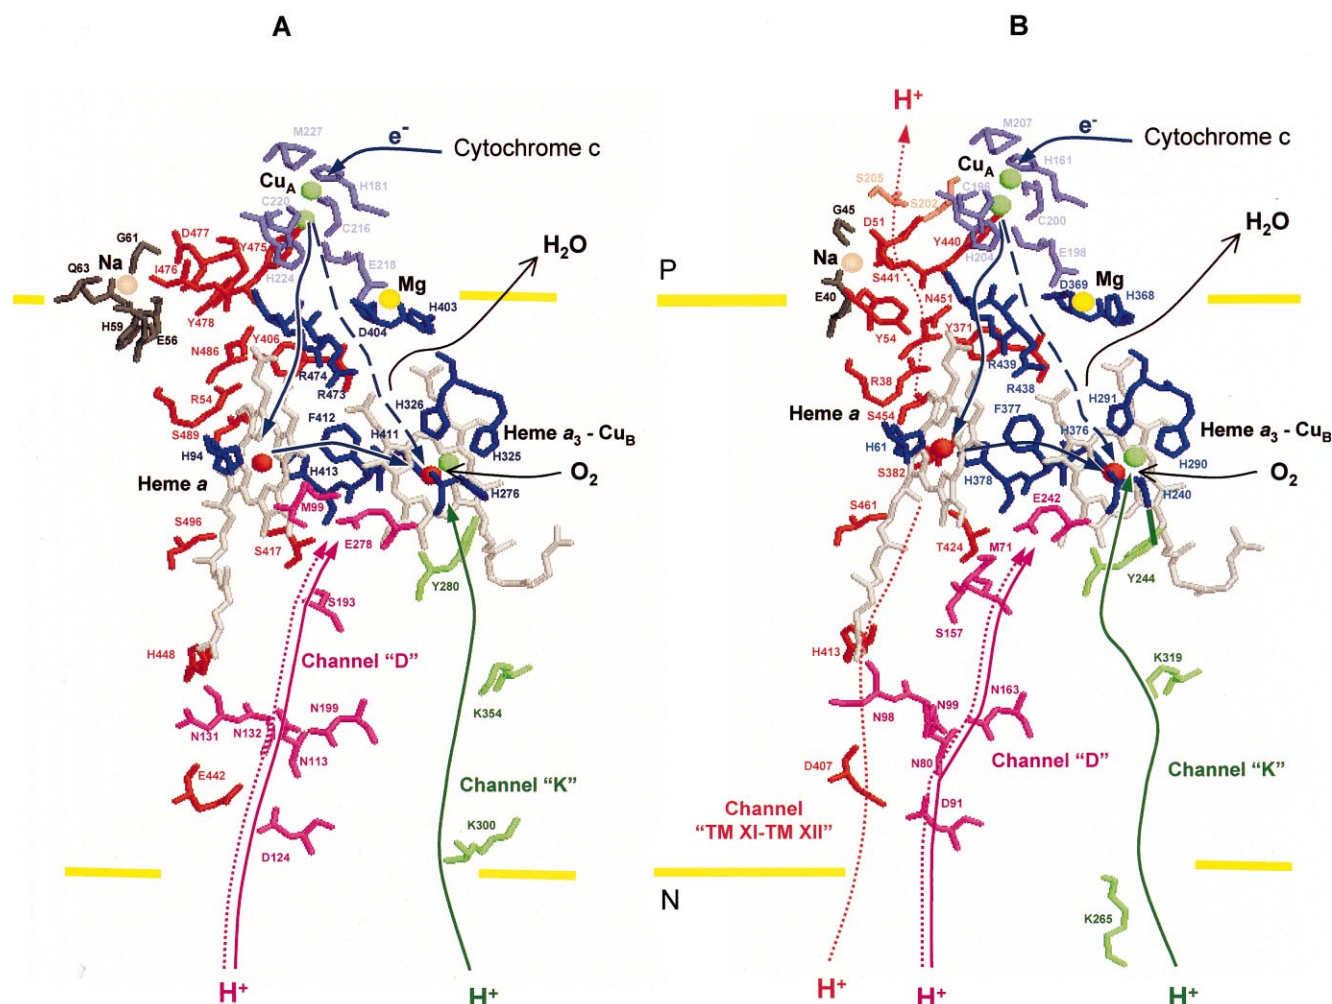 A
M227
e-
Cytochrome c
CuA
H181
C220
C216
H2O
G61
D477
Y475
Q63
Na
I476
H224
E218
Mg
H403
H59
E56
Y478
D404
Y406
N486
R474
R473
R54
H326
F412
S489
H411
Heme a3 - CuB
H94
H325
Heme a
H413
O2
M99
H276
S496
S417
E278
Y280
S193
H448
Channel “D”
K354
N131
N132
N199
N113
E442
Channel “K”
K300
D124
H+
H+
P
N
B
H+
M207
e-
Cytochrome c
CuA
H161
S205
C196
S202
C200
G45
D51
Y440
H204
E198
H2O
Na
S441
D369
Mg
H368
E40
N451
Y54
Y371
R439
R38
R438
H291
Heme a
S454
F377
H376
Heme a3 - CuB
H61
H290
S382
H378
O2
H240
S461
E242
T424
M71
Y244
S157
H413
K319
N98
N99
N163
N80
Channel “D”
D407
Channel “K”
Channel
“TM XI-TM XII”
D91
K265
H+
H+
H+